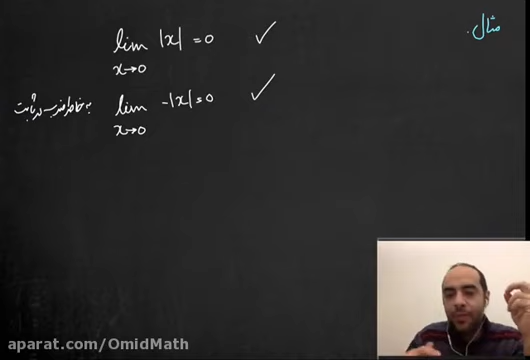 مثال.
lim |x| = 0 ✓
x→0
به خاطر ضرب در ثابت lim -|x| = 0 ✓
x→0
aparat.com/OmidMath